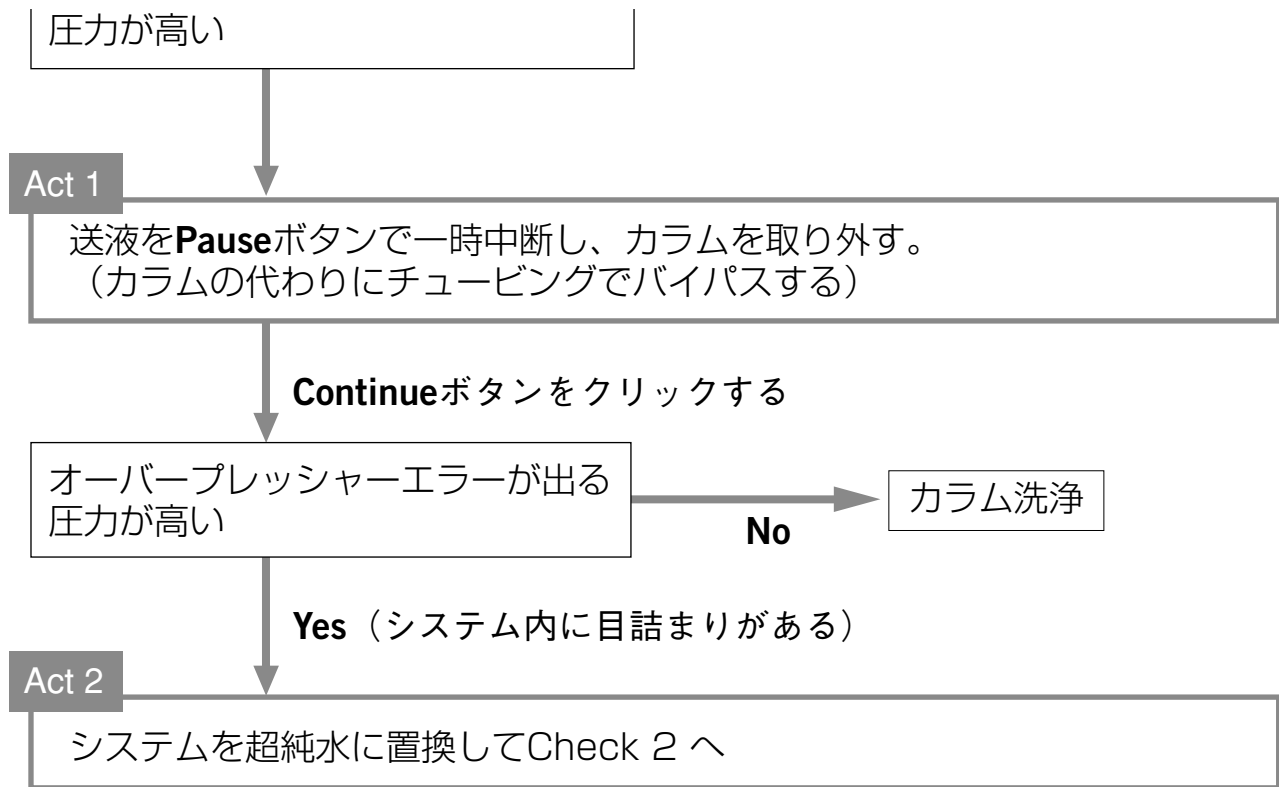 圧力が高い
Act 1
送液をPauseボタンで一時中断し、カラムを取り外す。
（カラムの代わりにチュービングでバイパスする）
Continueボタンをクリックする
オーバープレッシャーエラーが出る
圧力が高い
No
カラム洗浄
Yes（システム内に目詰まりがある）
Act 2
システムを超純水に置換してCheck 2 へ